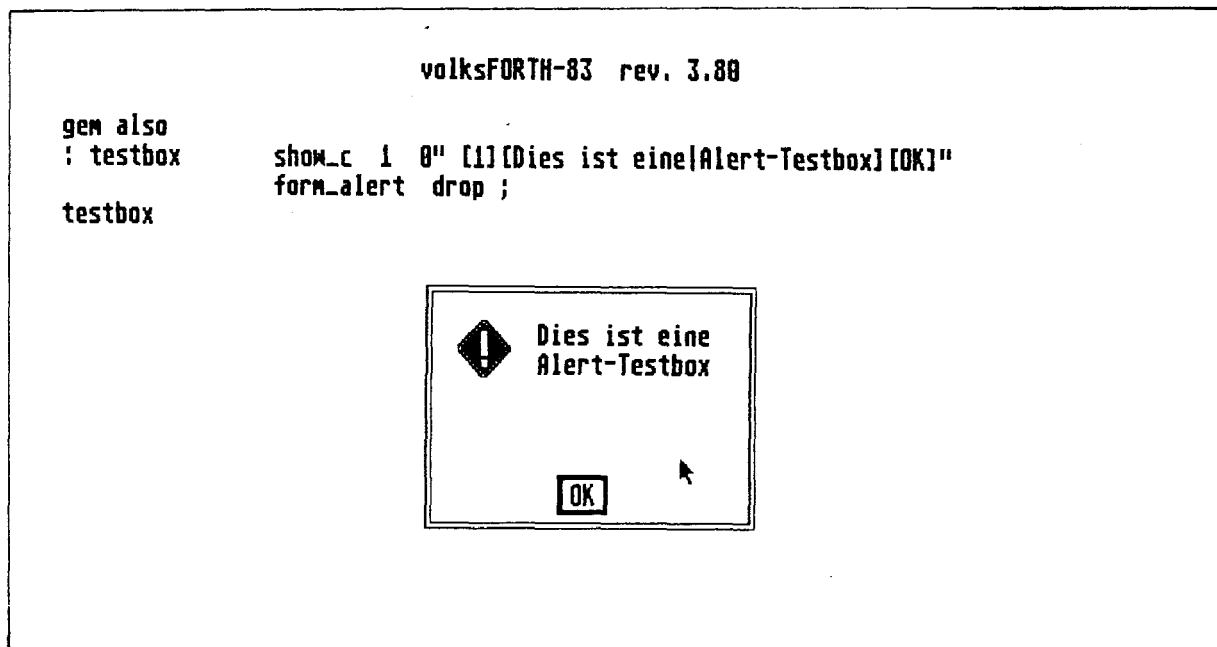 volksFORTH-83 rev. 3.80
gem also
: testbox show_c 1 0" [1][Dies ist eine|Alert-Testbox][OK]"
form_alert drop ;
testbox
Dies ist eine
Alert-Testbox
OK